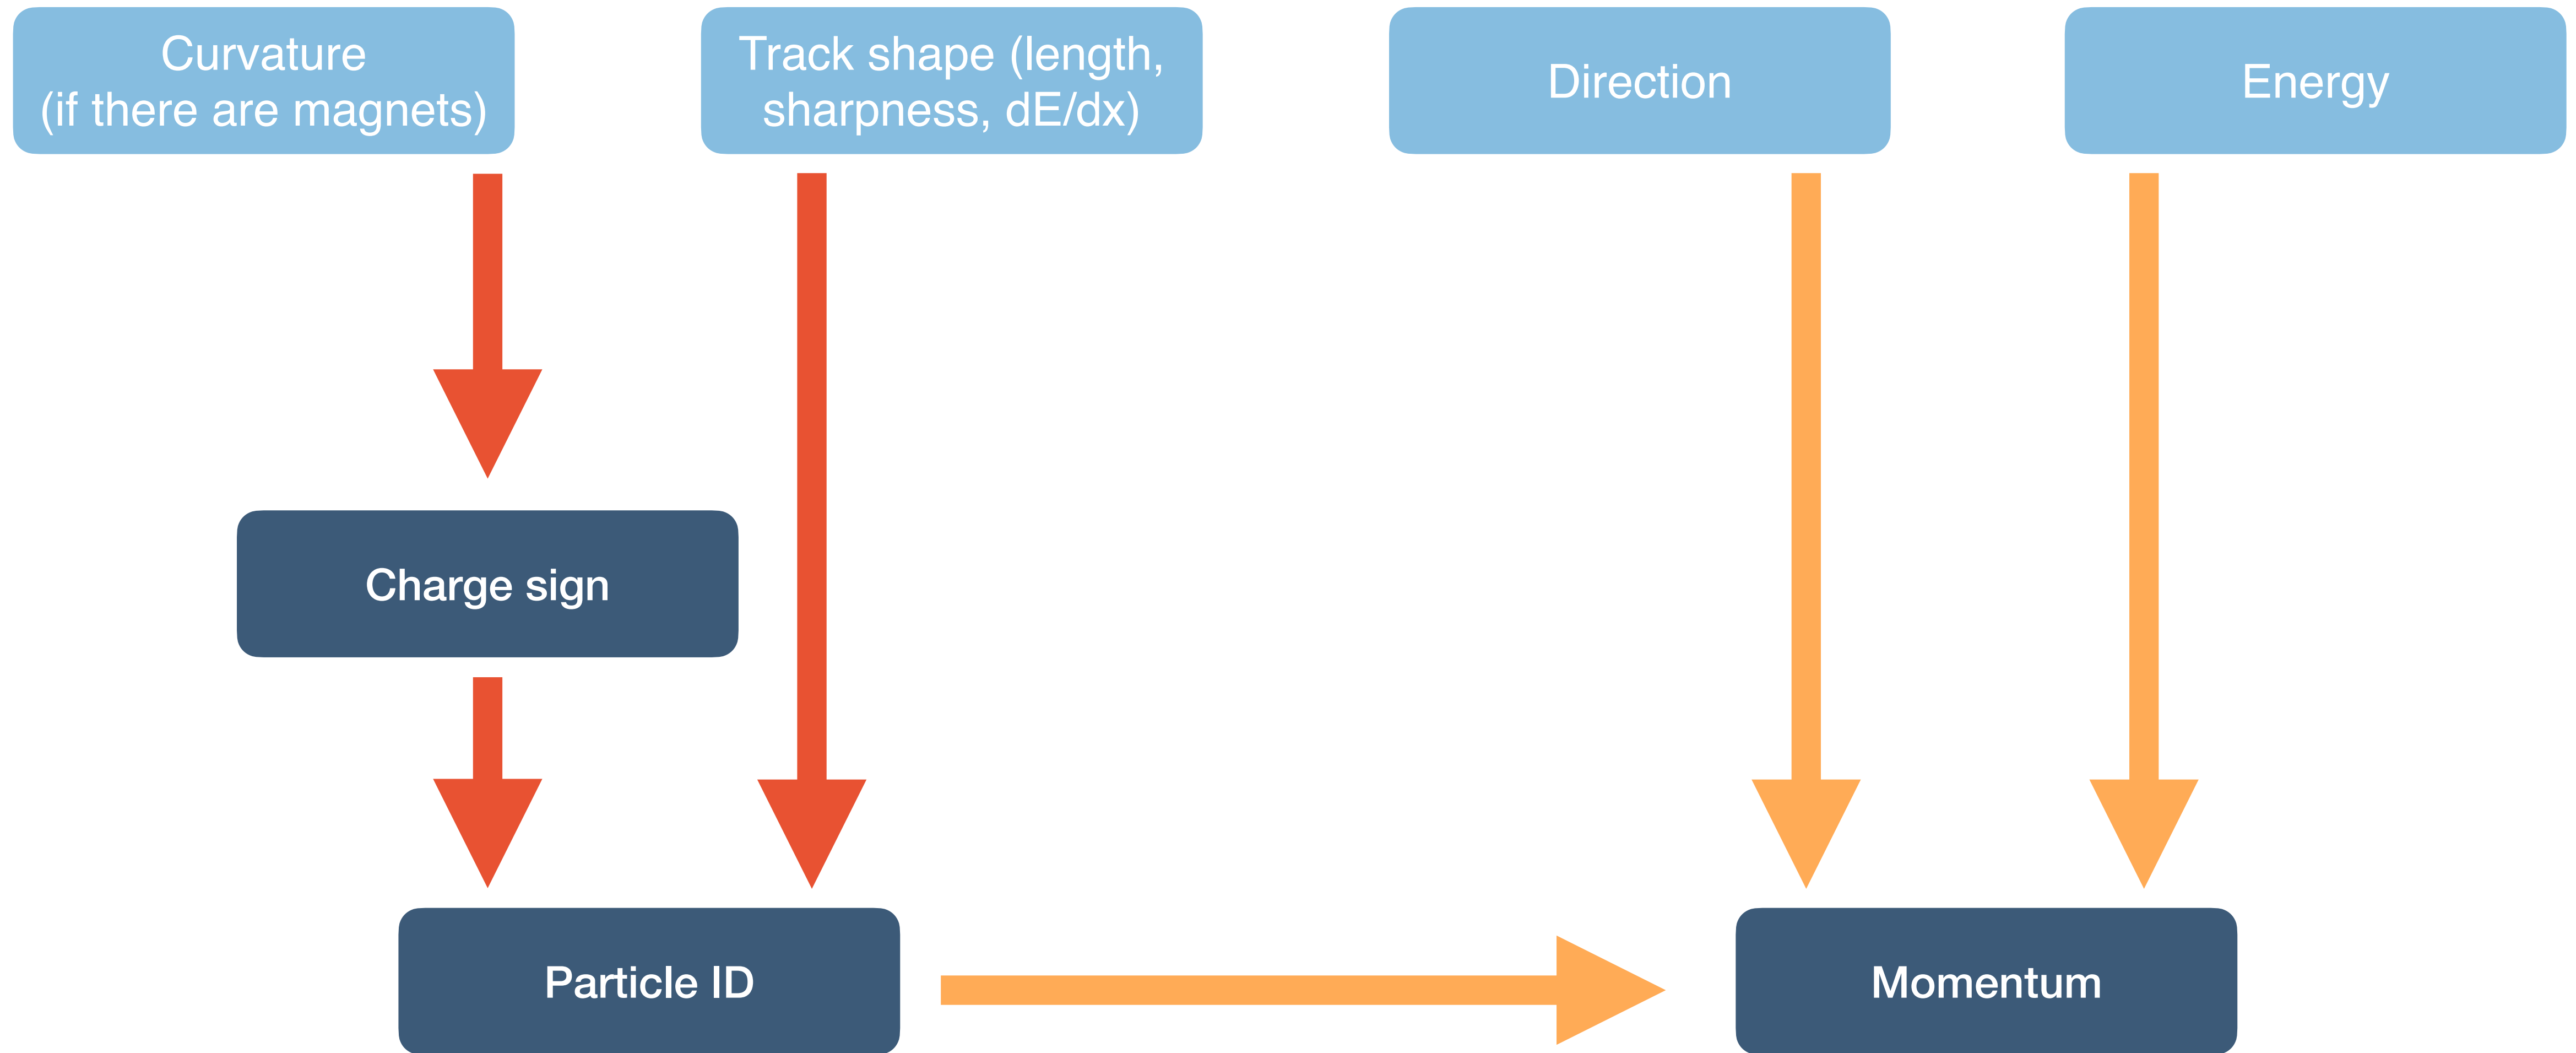 Curvature
(if there are magnets)
Track shape (length,
sharpness, dE/dx)
Direction
Energy
Charge sign
Particle ID
Momentum